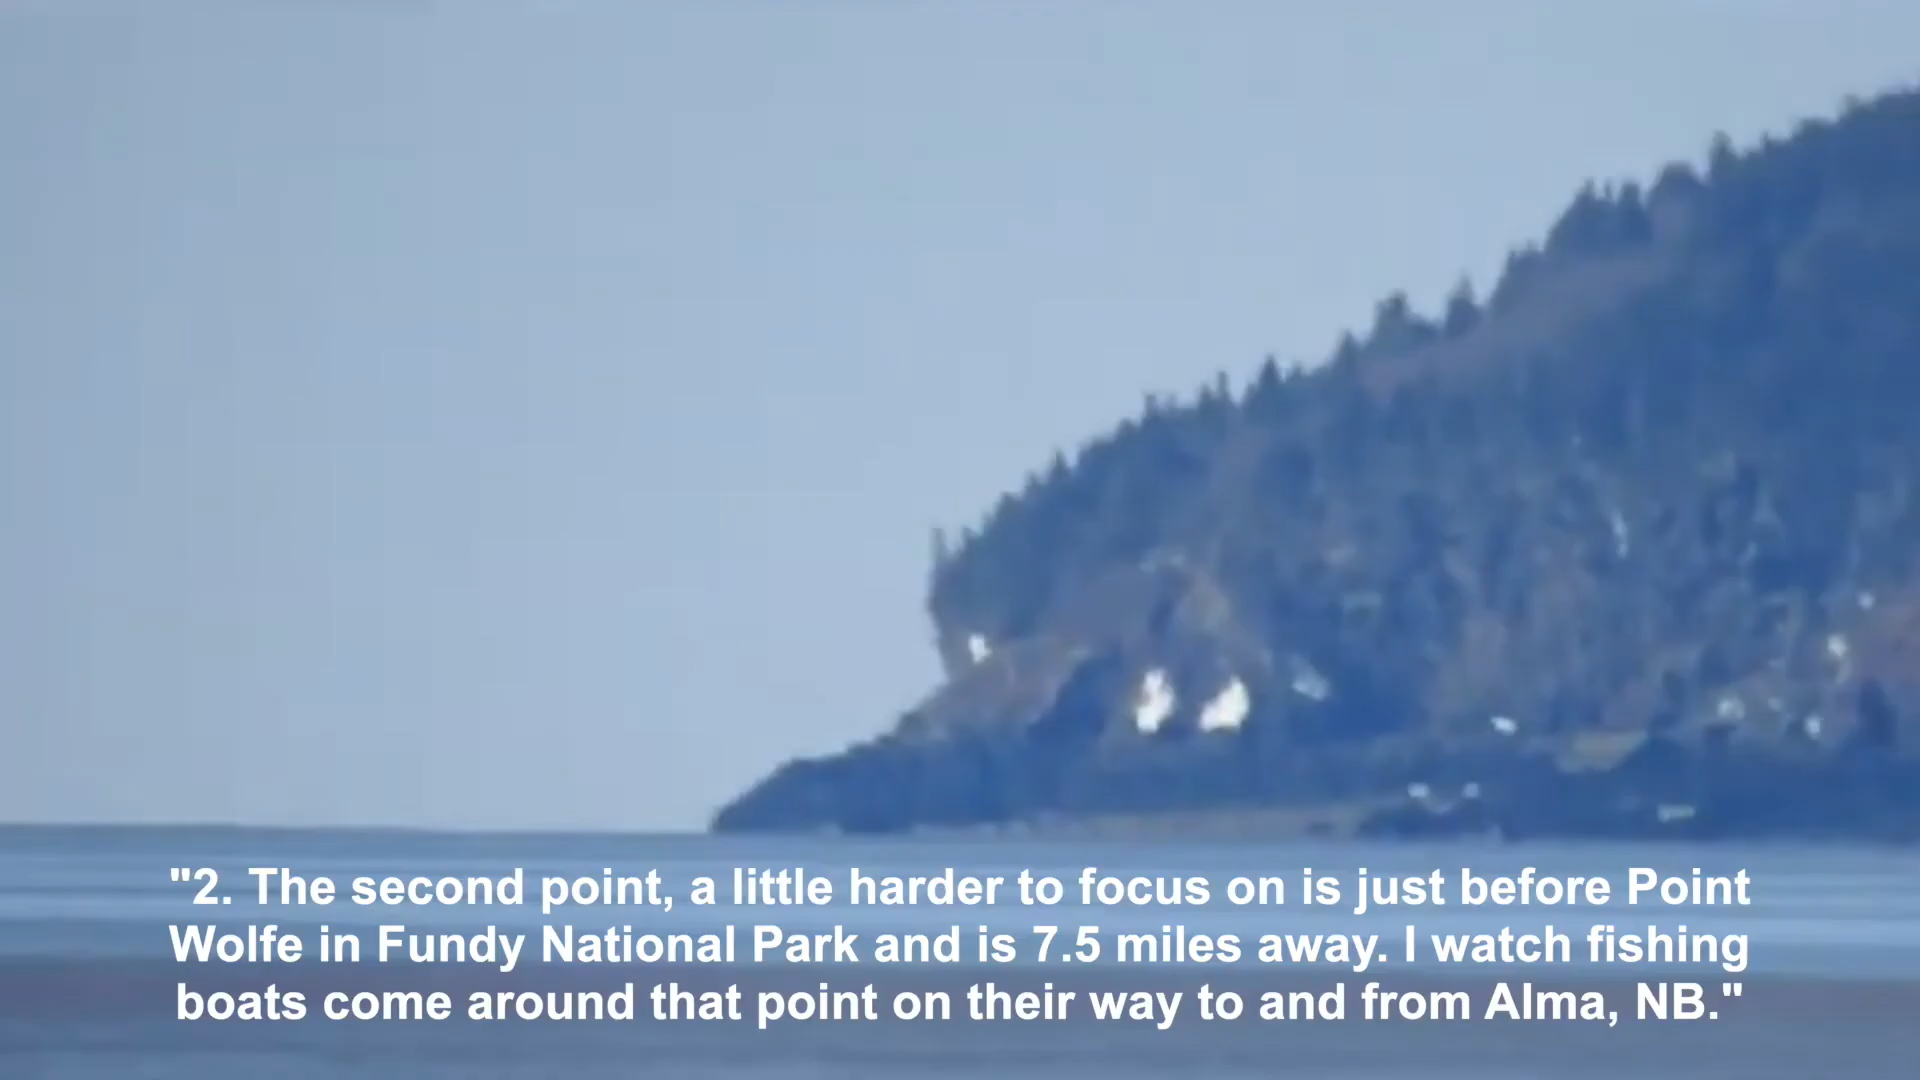 "2. The second point, a little harder to focus on is just before Point
Wolfe in Fundy National Park and is 7.5 miles away. I watch fishing
boats come around that point on their way to and from Alma, NB."